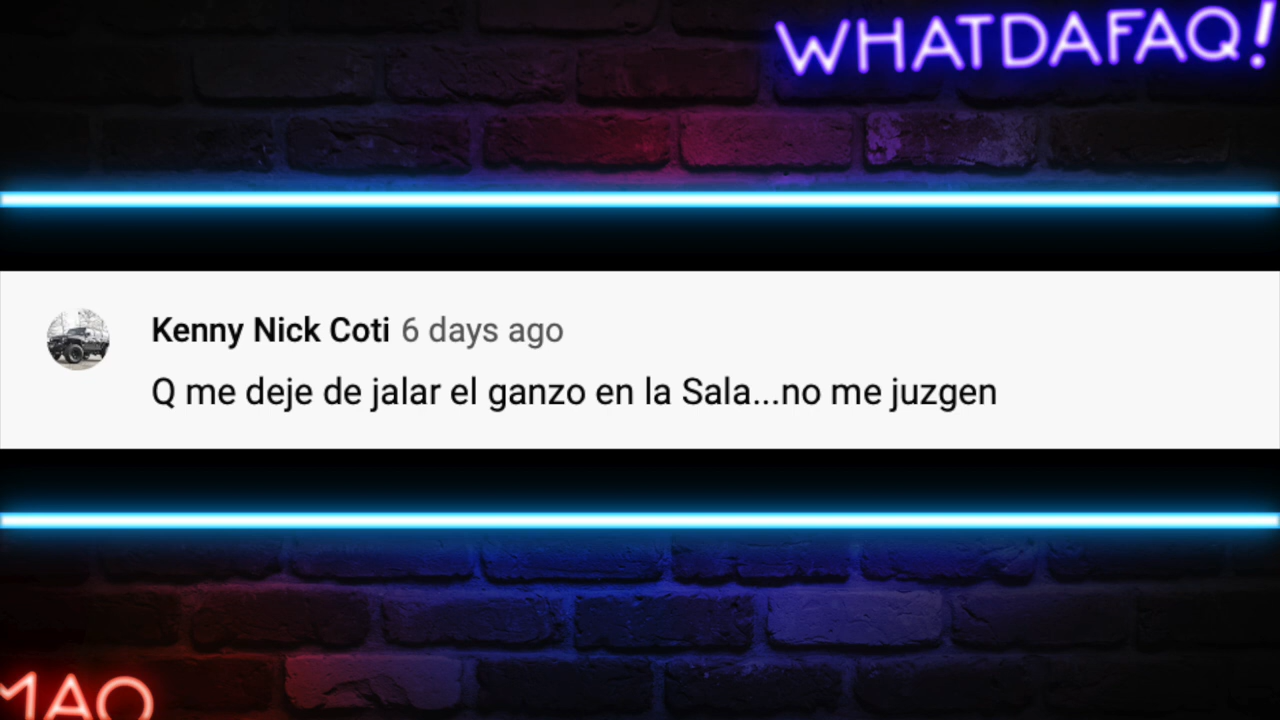 WHATDAFAQ!
Kenny Nick Coti 6 days ago
Q me deje de jalar el ganzo en la Sala...no me juzgen
MAO